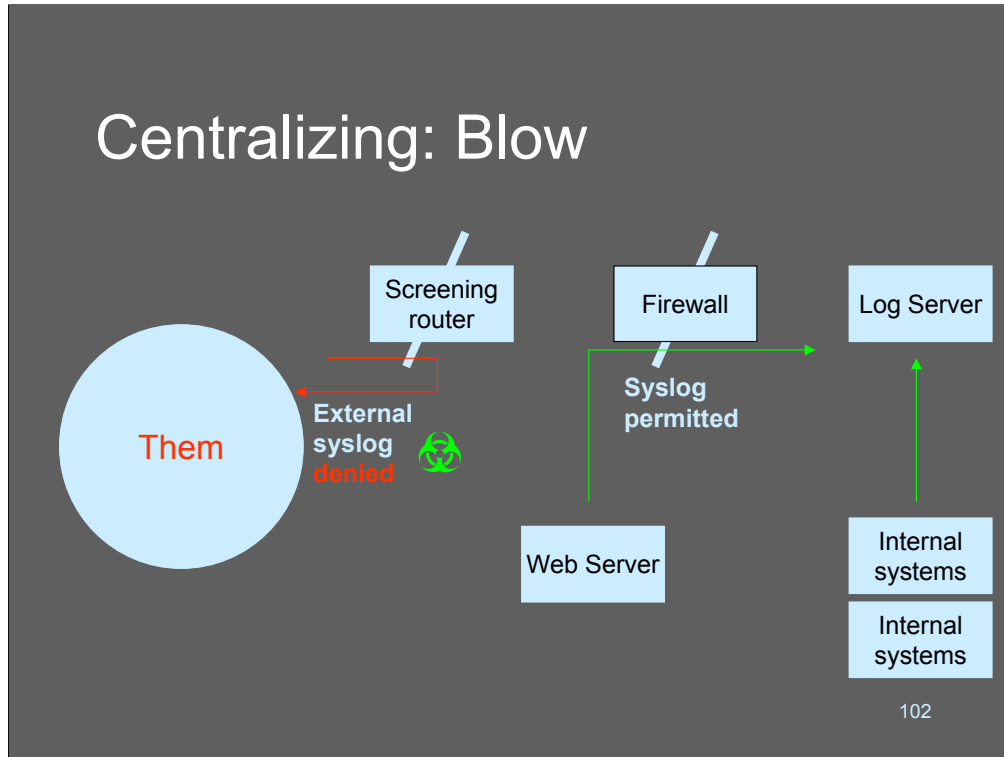 Centralizing: Blow
Screening
router
Firewall
Log Server
External
syslog
denied
Syslog
permitted
Them
Web Server
Internal
systems
Internal
systems
102